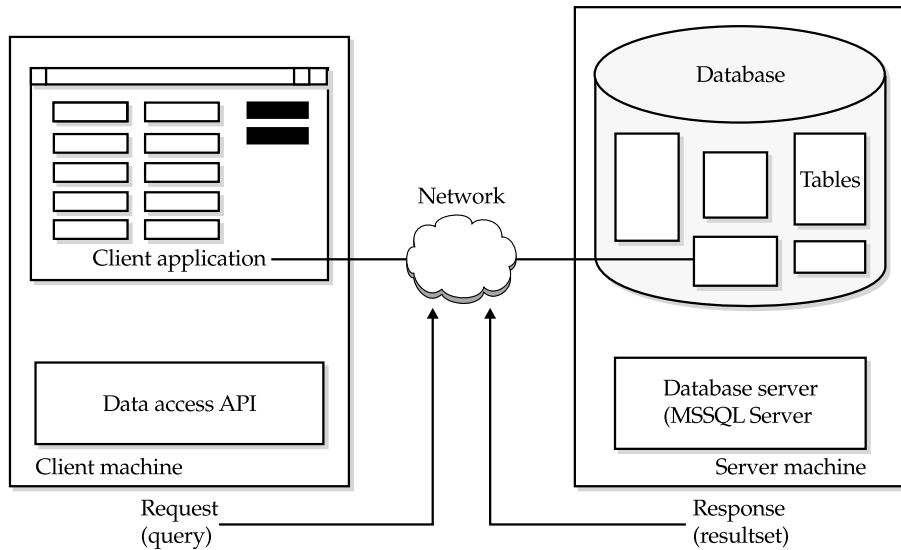 Database
Tables
Network
Client application
Data access API
Database server
(MSSQL Server
Client machine
Server machine
Request
(query)
Response
(resultset)